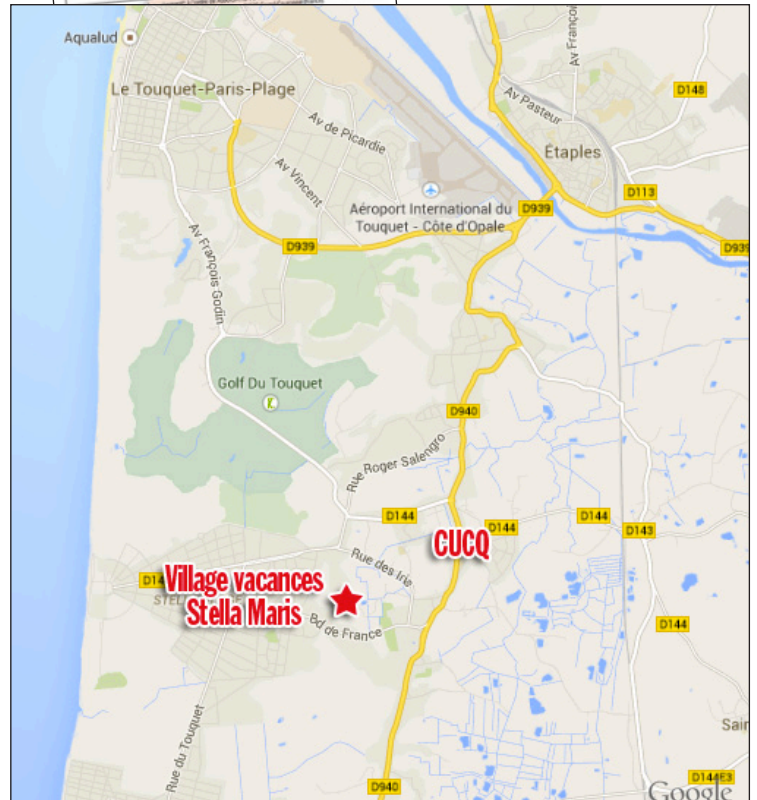 Aqualud
Le Touquet-Paris-Plage
Av de Picardie
Av Vincent
Av Pasteur
D148
Étaples
D113
Aéroport International du
Touquet - Côte d'Opale
D939
D939
D939
Av François Godin
Golf Du Touquet
D940
Rue Roger Salengro
D144
D144
D144
D143
CUCQ
Rue des Iris
Village vacances
Stella Maris
Bd de France
D144
Rue du Touquet
D940
D144E3
Google